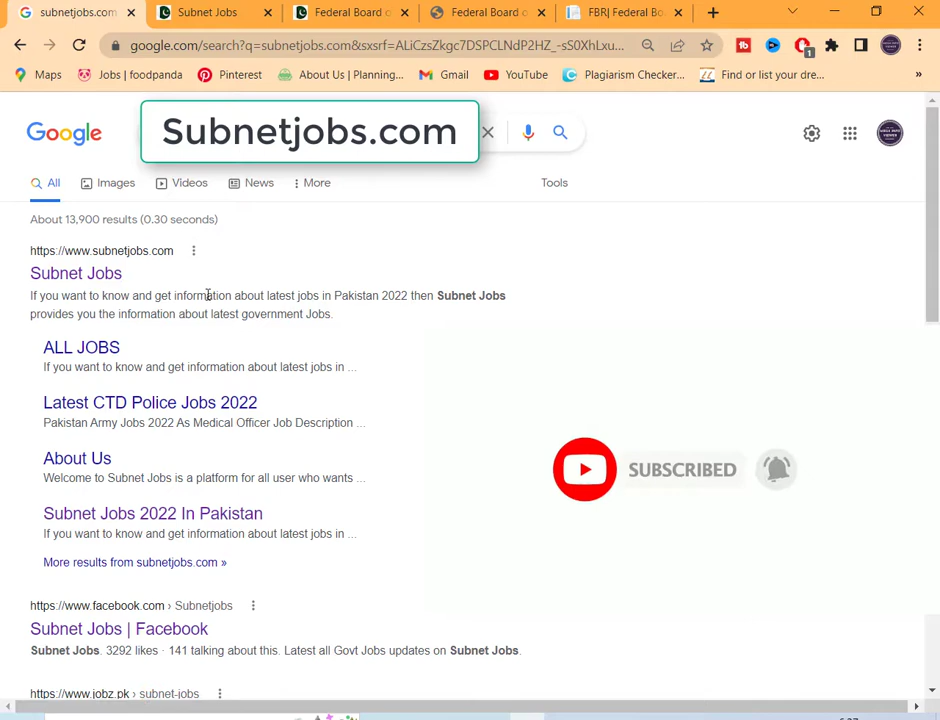 subnetjobs.com
Subnet Jobs
Federal Board o
Federal Board o
FBR| Federal Bo
google.com/search?q=subnetjobs.com&sxsrf=ALiCzsZkgc7DSPCLNdP2HZ_-sS0XhLxu...
1
Maps
Jobs | foodpanda
Pinterest
About Us | Planning...
Gmail
YouTube
Plagiarism Checker...
Find or list your dre...
»
Google
Subnetjobs.com
All
Images
Videos
News
More
Tools
About 13,900 results (0.30 seconds)
https://www.subnetjobs.com
Subnet Jobs
If you want to know and get information about latest jobs in Pakistan 2022 then Subnet Jobs
provides you the information about latest government Jobs.
ALL JOBS
If you want to know and get information about latest jobs in ...
Latest CTD Police Jobs 2022
Pakistan Army Jobs 2022 As Medical Officer Job Description ...
About Us
Welcome to Subnet Jobs is a platform for all user who wants ...
Subnet Jobs 2022 In Pakistan
If you want to know and get information about latest jobs in ...
More results from subnetjobs.com »
SUBSCRIBED
https://www.facebook.com › Subnetjobs
Subnet Jobs | Facebook
Subnet Jobs. 3292 likes · 141 talking about this. Latest all Govt Jobs updates on Subnet Jobs.
https://www.jobz.pk › subnet-jobs